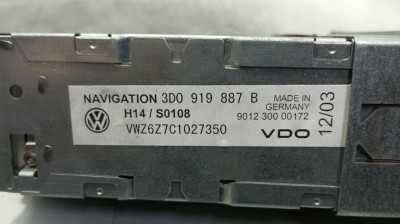 NAVIGATION 3D0 919 887 B
MADE IN
GERMANY
H14 / S0108
9012 300 00172
VWZ6Z7C1027350
VDO
12/03